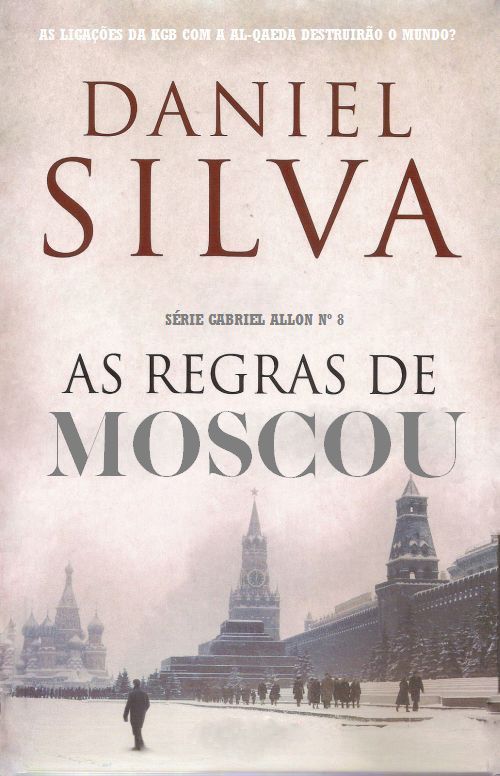 AS LIGAÇÕES DA KGB COM A AL-QAEDA DESTRUIRÃO O MUNDO?
DANIEL
SILVA
SÉRIE GABRIEL ALLON Nº 8
AS REGRAS DE
MOSCOU